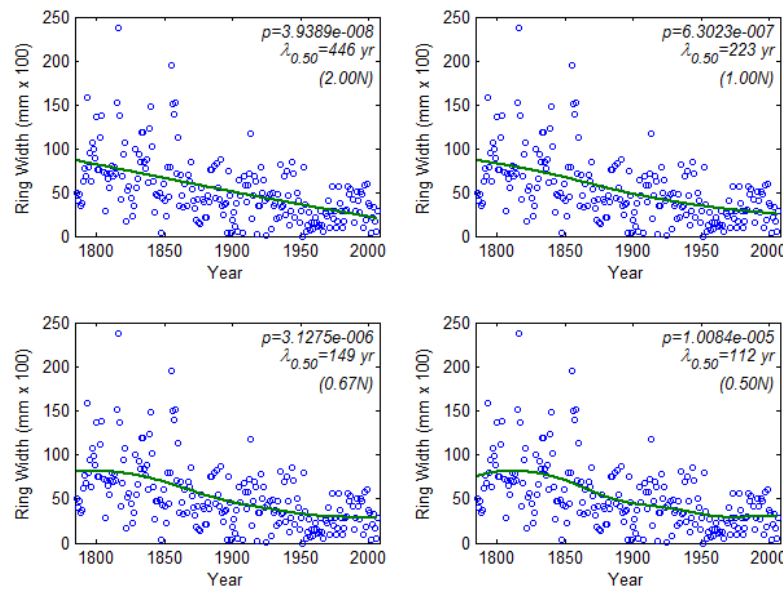 250
200
150
100
50
0
Ring Width (mm x 100)
p=3.9389e-008
λ0.50=446 yr
(2.00N)
1800 1850 1900 1950 2000
Year
250
200
150
100
50
0
Ring Width (mm x 100)
p=6.3023e-007
λ0.50=223 yr
(1.00N)
1800 1850 1900 1950 2000
Year
250
200
150
100
50
0
Ring Width (mm x 100)
p=3.1275e-006
λ0.50=149 yr
(0.67N)
1800 1850 1900 1950 2000
Year
250
200
150
100
50
0
Ring Width (mm x 100)
p=1.0084e-005
λ0.50=112 yr
(0.50N)
1800 1850 1900 1950 2000
Year